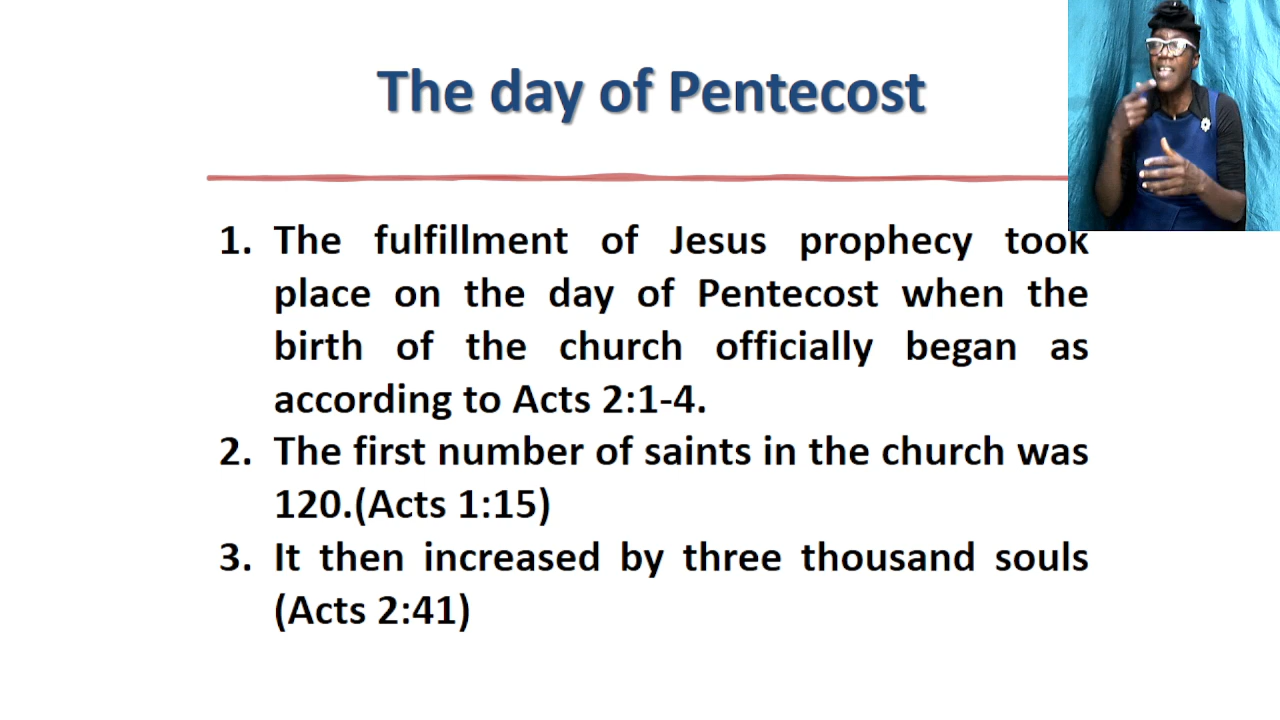 The day of Pentecost
1. The fulfillment of Jesus prophecy took
place on the day of Pentecost when the
birth of the church officially began as
according to Acts 2:1-4.
2. The first number of saints in the church was
120.(Acts 1:15)
3. It then increased by three thousand souls
(Acts 2:41)